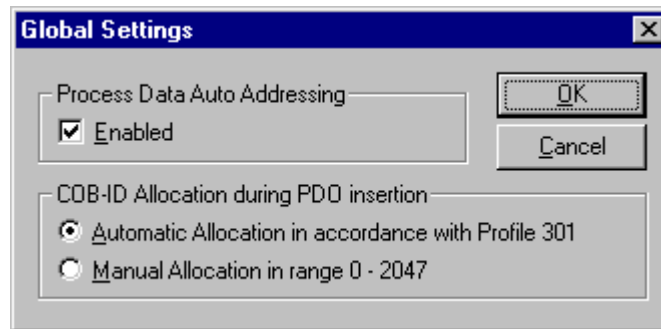 Global Settings
Process Data Auto Addressing
Enabled
OK
Cancel
COB-ID Allocation during PDO insertion
Automatic Allocation in accordance with Profile 301
Manual Allocation in range 0 - 2047